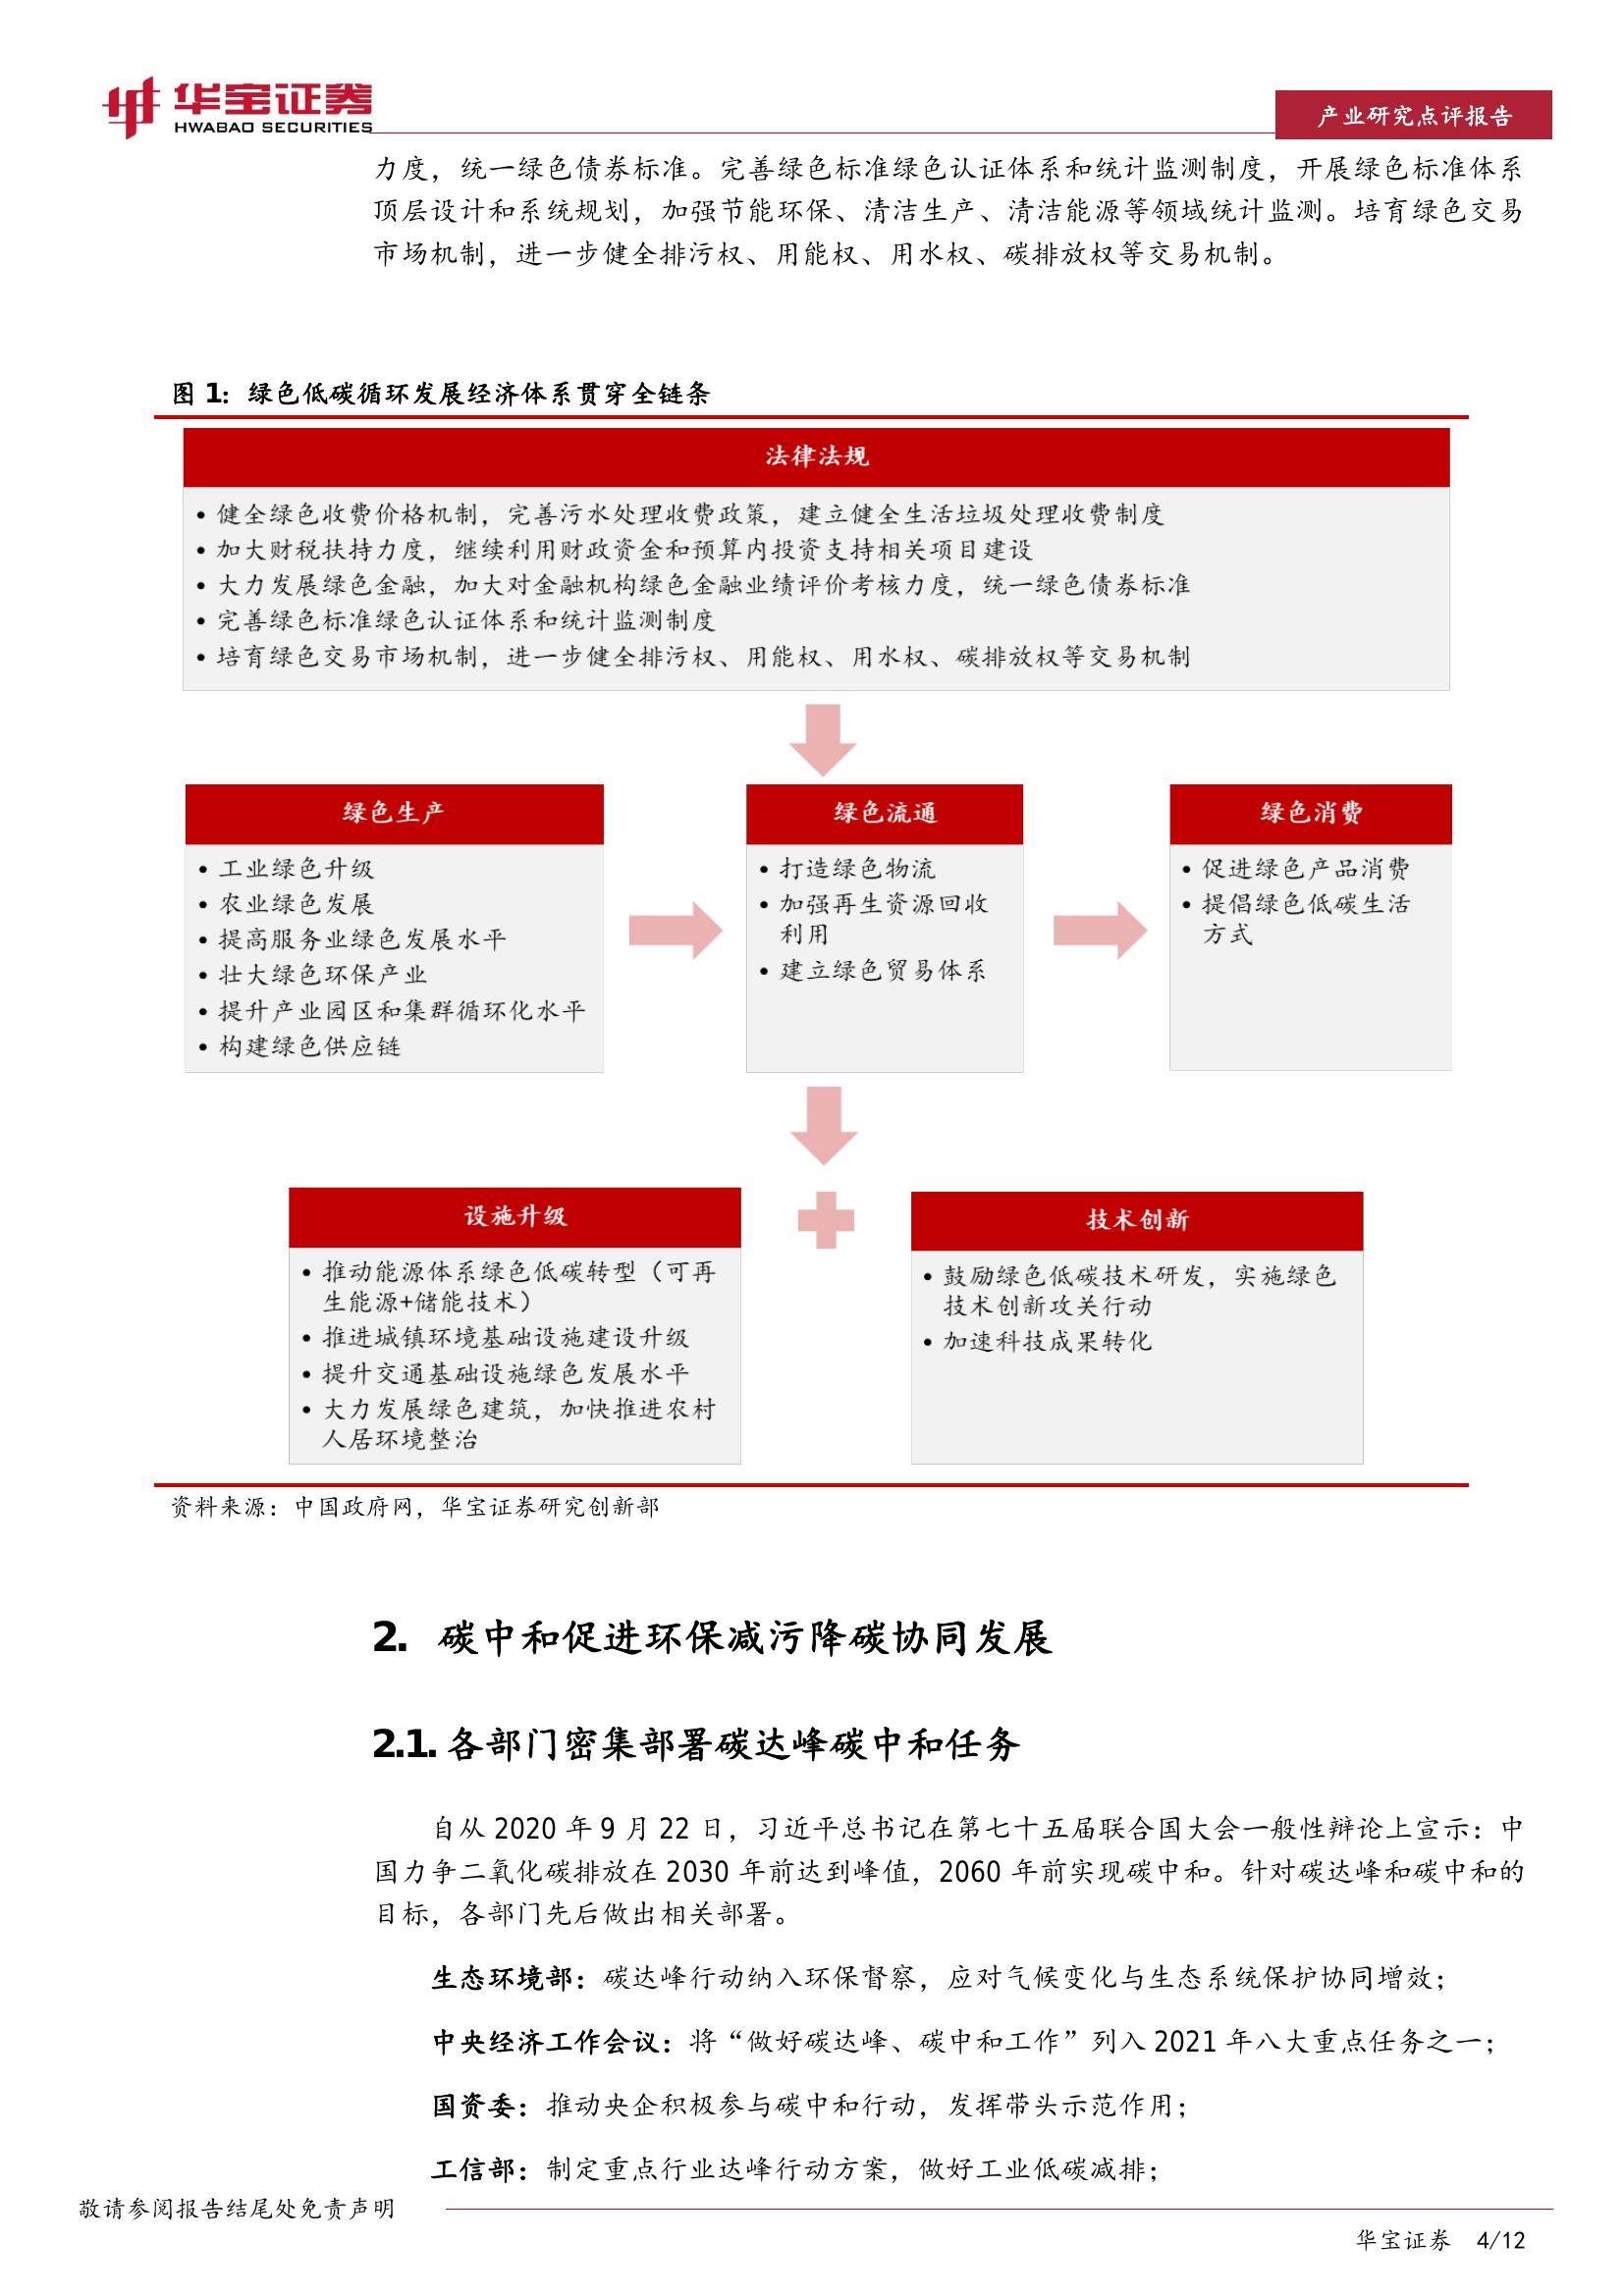 华宝证券
HWABAO SECURITIES
产业研究点评报告
力度，统一绿色债券标准。完善绿色标准绿色认证体系和统计监测制度，开展绿色标准体系
顶层设计和系统规划，加强节能环保、清洁生产、清洁能源等领域统计监测。培育绿色交易
市场机制，进一步健全排污权、用能权、用水权、碳排放权等交易机制。
图 1：绿色低碳循环发展经济体系贯穿全链条
法律法规
• 健全绿色收费价格机制，完善污水处理收费政策，建立健全生活垃圾处理收费制度
• 加大财税扶持力度，继续利用财政资金和预算内投资支持相关项目建设
• 大力发展绿色金融，加大对金融机构绿色金融业绩评价考核力度，统一绿色债券标准
• 完善绿色标准绿色认证体系和统计监测制度
• 培育绿色交易市场机制，进一步健全排污权、用能权、用水权、碳排放权等交易机制
绿色生产
• 工业绿色升级
• 农业绿色发展
• 提高服务业绿色发展水平
• 壮大绿色环保产业
• 提升产业园区和集群循环化水平
• 构建绿色供应链
绿色流通
• 打造绿色物流
• 加强再生资源回收
利用
• 建立绿色贸易体系
绿色消费
• 促进绿色产品消费
• 提倡绿色低碳生活
方式
设施升级
• 推动能源体系绿色低碳转型（可再
生能源+储能技术）
• 推进城镇环境基础设施建设升级
• 提升交通基础设施绿色发展水平
• 大力发展绿色建筑，加快推进农村
人居环境整治
技术创新
• 鼓励绿色低碳技术研发，实施绿色
技术创新攻关行动
• 加速科技成果转化
资料来源：中国政府网，华宝证券研究创新部
2. 碳中和促进环保减污降碳协同发展
2.1. 各部门密集部署碳达峰碳中和任务
自从 2020 年 9 月 22 日，习近平总书记在第七十五届联合国大会一般性辩论上宣示：中
国力争二氧化碳排放在 2030 年前达到峰值，2060 年前实现碳中和。针对碳达峰和碳中和的
目标，各部门先后做出相关部署。
生态环境部：碳达峰行动纳入环保督察，应对气候变化与生态系统保护协同增效；
中央经济工作会议：将“做好碳达峰、碳中和工作”列入 2021 年八大重点任务之一；
国资委：推动央企积极参与碳中和行动，发挥带头示范作用；
工信部：制定重点行业达峰行动方案，做好工业低碳减排；
敬请参阅报告结尾处免责声明
华宝证券 4/12